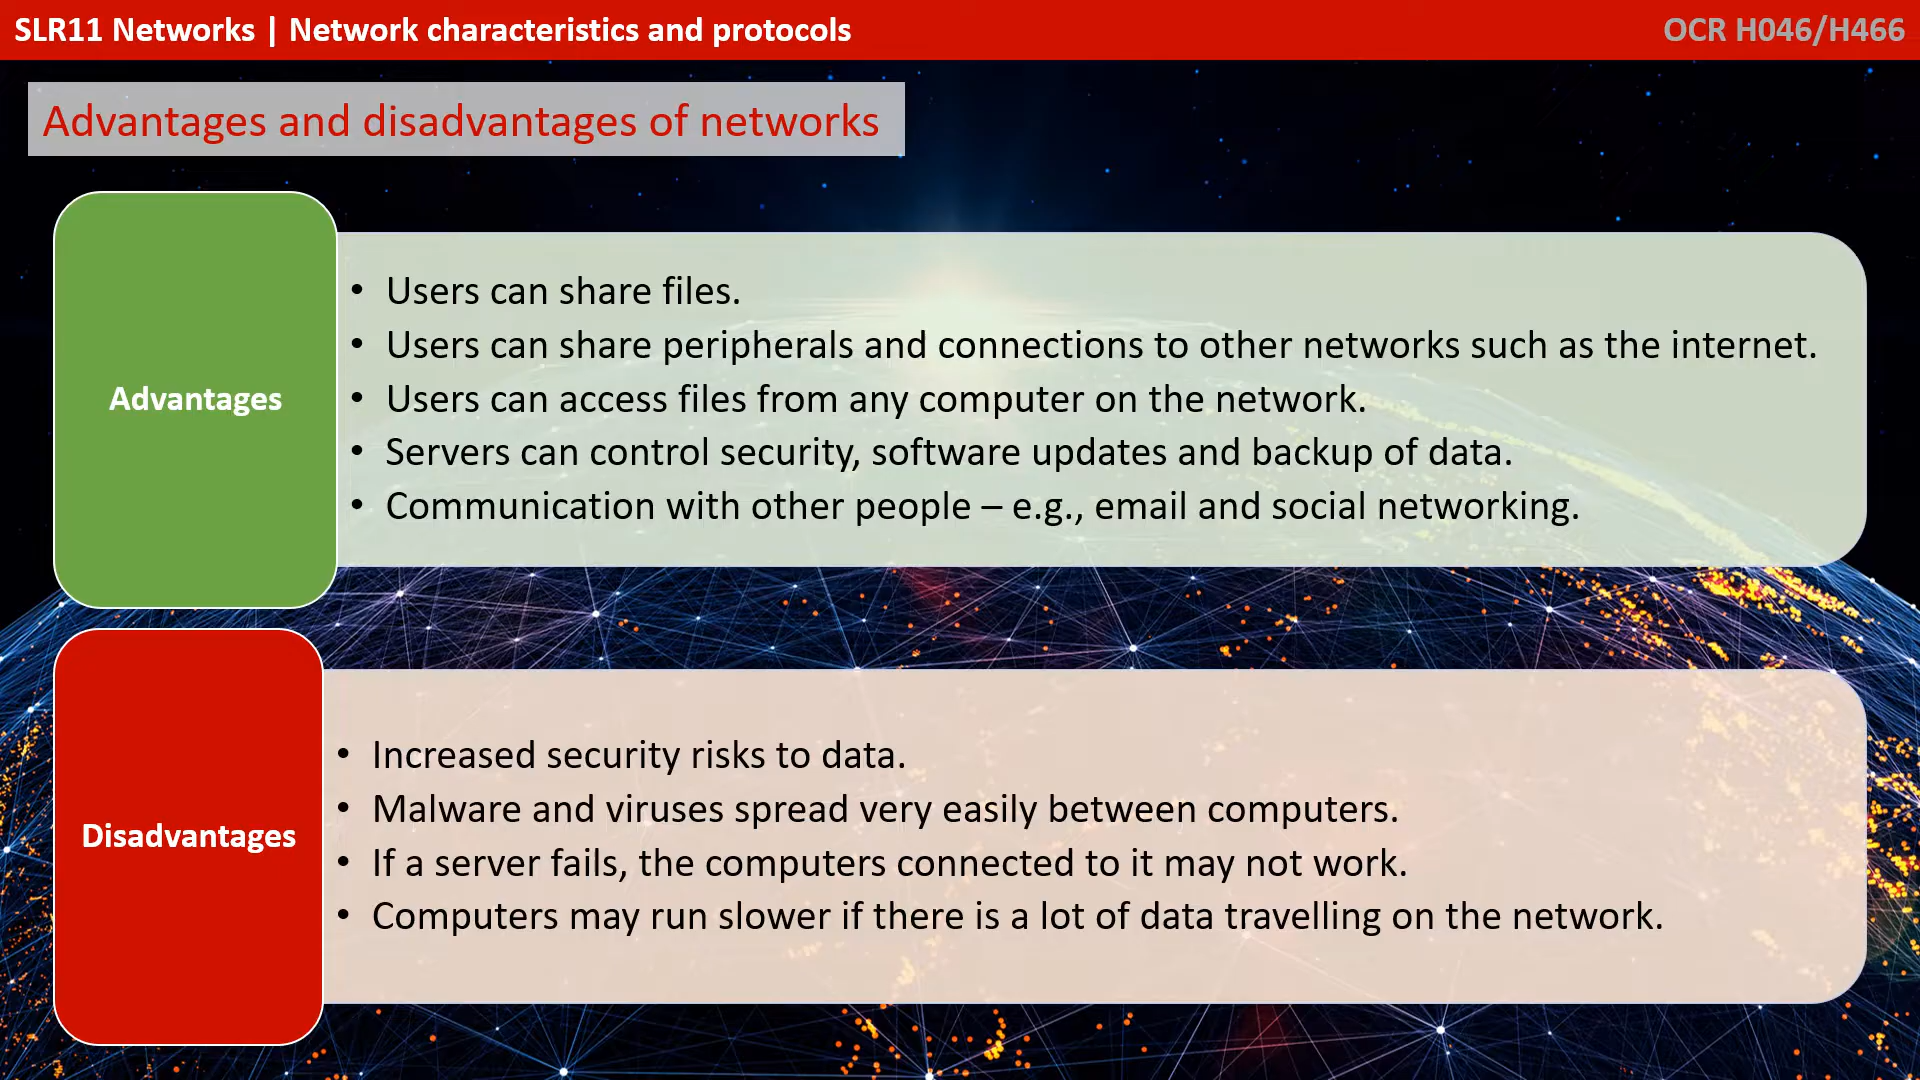 SLR11 Networks | Network characteristics and protocols
OCR H046/H466
Advantages and disadvantages of networks
Advantages
• Users can share files.
• Users can share peripherals and connections to other networks such as the internet.
• Users can access files from any computer on the network.
• Servers can control security, software updates and backup of data.
• Communication with other people – e.g., email and social networking.
Disadvantages
• Increased security risks to data.
• Malware and viruses spread very easily between computers.
• If a server fails, the computers connected to it may not work.
• Computers may run slower if there is a lot of data travelling on the network.